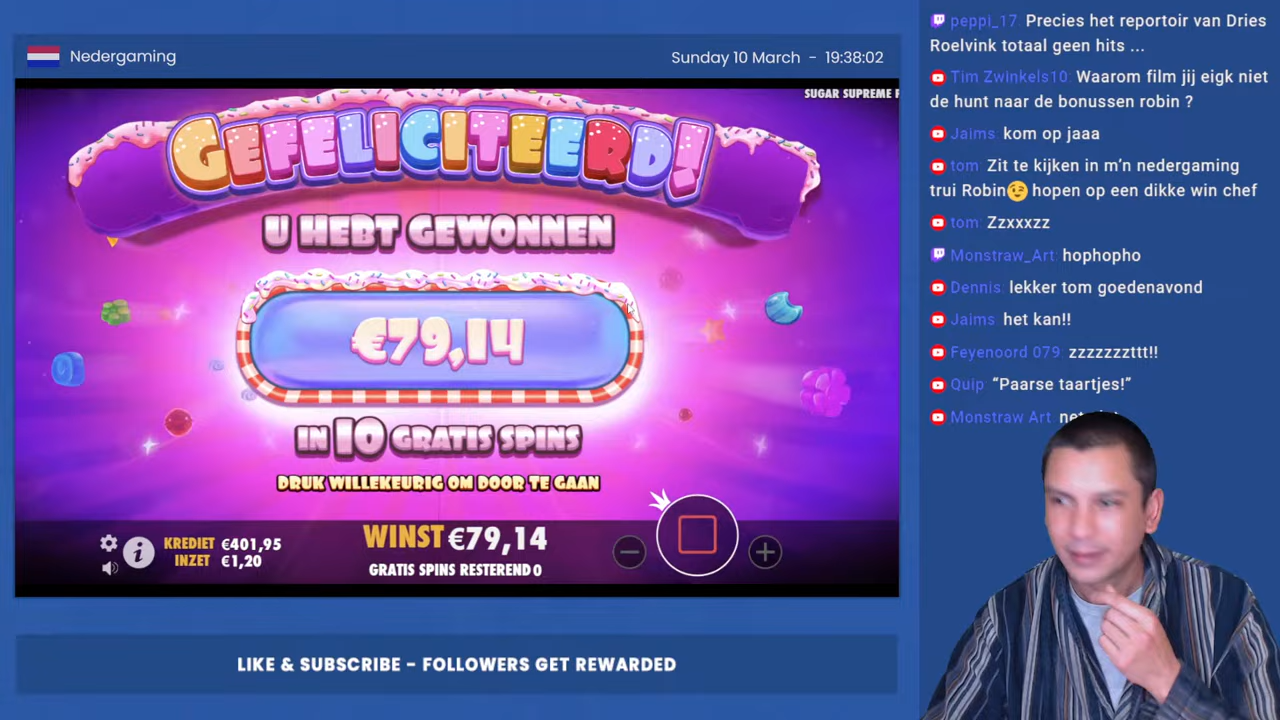 Nedergaming
Sunday 10 March - 19:38:02
SUGAR SUPREME
GEFELICITEERD!
U HEBT GEWONNEN
€79,14
IN 10 GRATIS SPINS
DRUK WILLEKEURIG OM DOOR TE GAAN
KREDIET €401,95
INZET €1,20
WINST €79,14
GRATIS SPINS RESTEREND 0
LIKE & SUBSCRIBE - FOLLOWERS GET REWARDED
peppi_17: Precies het reportoir van Dries
Roelvink totaal geen hits ...
Tim Zwinkels10: Waarom film jij eigk niet
de hunt naar de bonussen robin ?
Jaims: kom op jaaa
tom: Zit te kijken in m'n nedergaming
trui Robin😉 hopen op een dikke win chef
tom: Zzxxxzz
Monstraw_Art: hophopho
Dennis: lekker tom goedenavond
Jaims: het kan!!
Feyenoord 079: zzzzzzzttt!!
Quip: “Paarse taartjes!”
Monstraw Art: